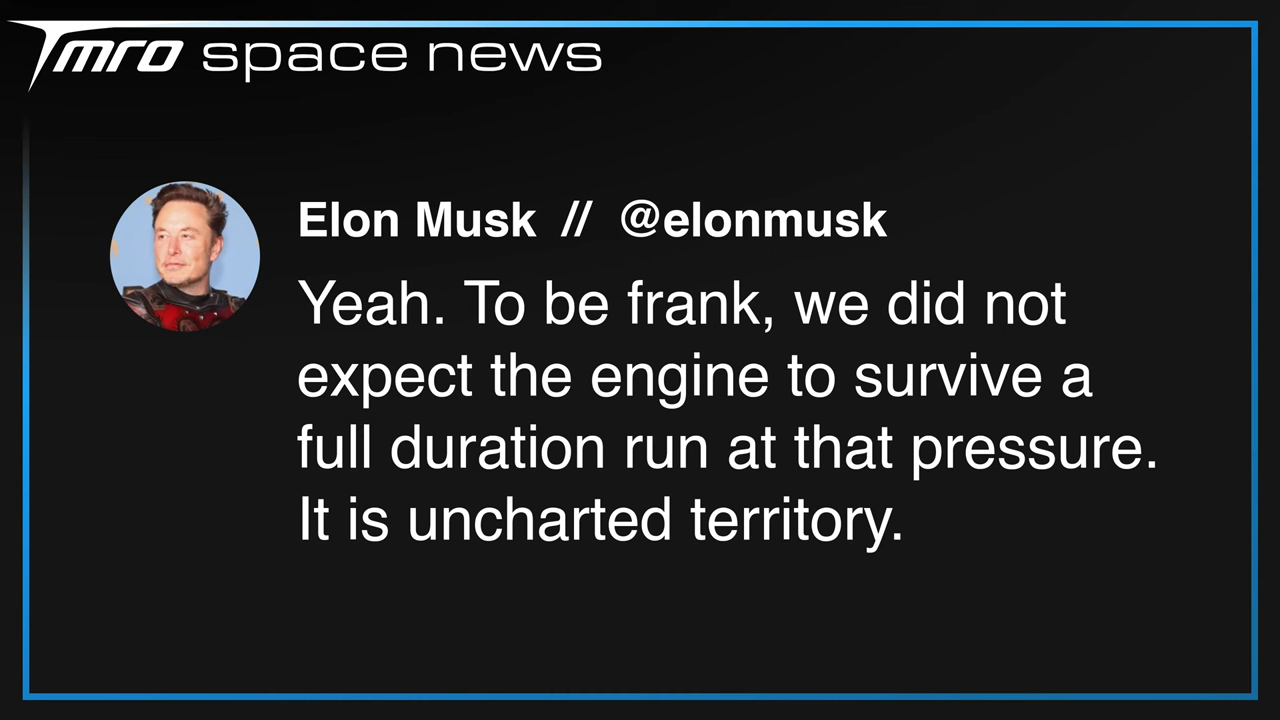 Tmro space news
Elon Musk // @elonmusk
Yeah. To be frank, we did not
expect the engine to survive a
full duration run at that pressure.
It is uncharted territory.